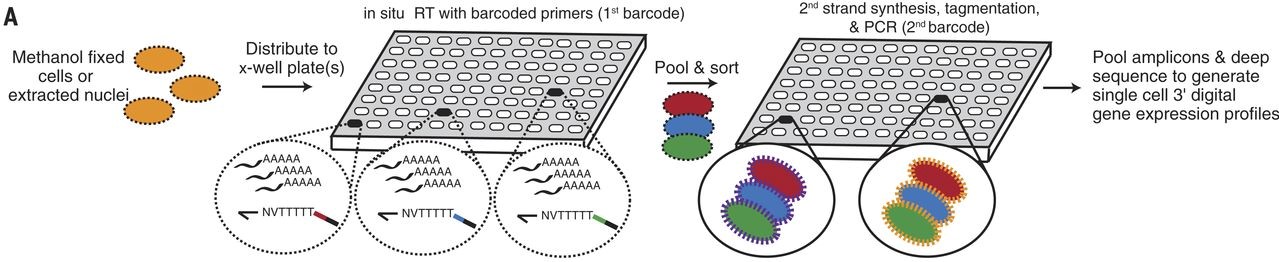 A
Methanol fixed
cells or
extracted nuclei
Distribute to
x-well plate(s)
in situ RT with barcoded primers (1st barcode)
AAAAA
AAAAA
AAAAA
NVTTTTT
AAAAA
AAAAA
AAAAA
NVTTTTT
AAAAA
AAAAA
AAAAA
NVTTTTT
Pool & sort
2nd strand synthesis, tagmentation,
& PCR (2nd barcode)
Pool amplicons & deep
sequence to generate
single cell 3' digital
gene expression profiles